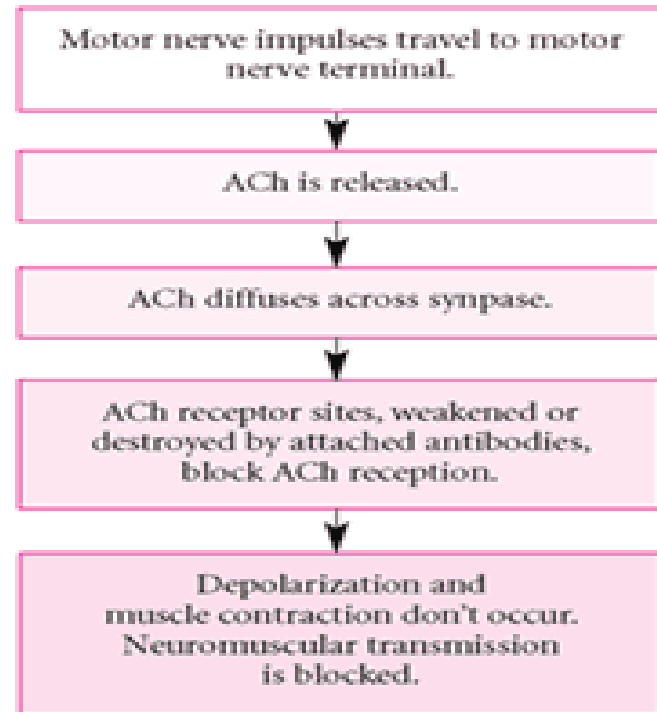 Motor nerve impulses travel to motor
nerve terminal.
ACh is released.
ACh diffuses across synpase.
ACh receptor sites, weakened or
destroyed by attached antibodies,
block ACh reception.
Depolarization and
muscle contraction don't occur.
Neuromuscular transmission
is blocked.